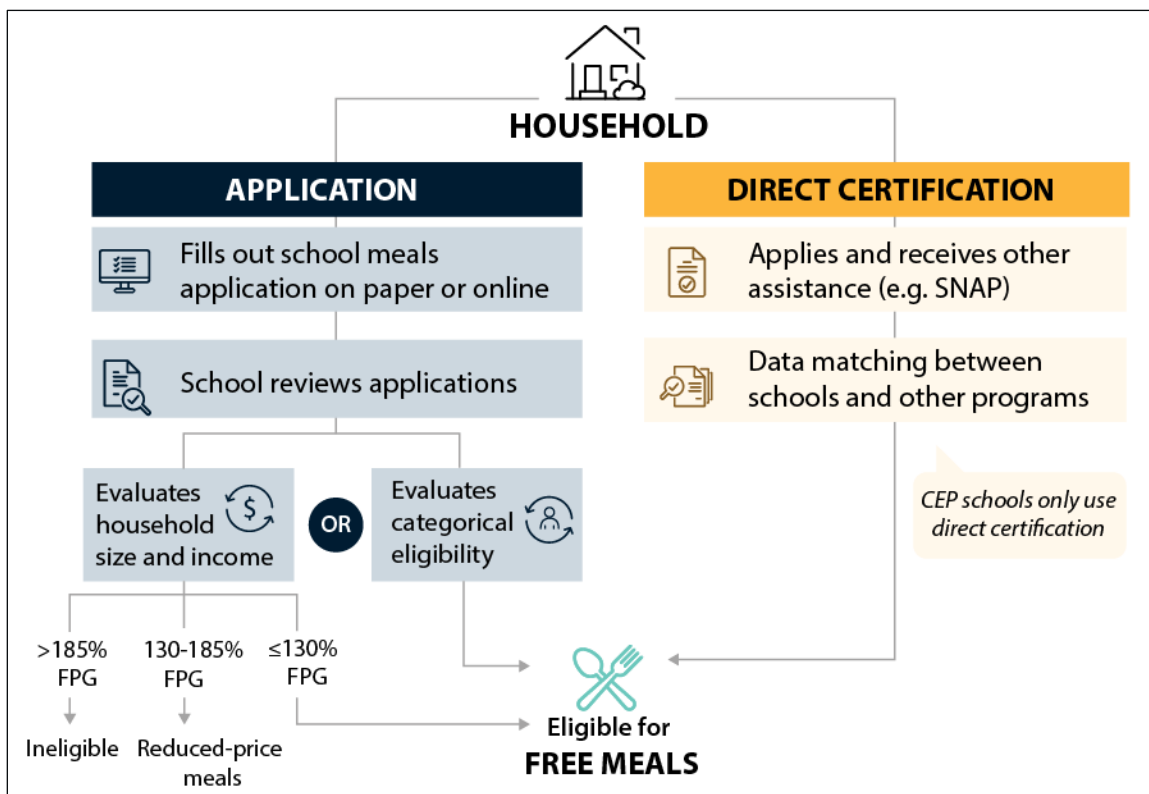 HOUSEHOLD
APPLICATION
Fills out school meals
application on paper or online
School reviews applications
Evaluates
household
size and income
$
OR
Evaluates
categorical
eligibility
>185%
FPG
130-185%
FPG
≤130%
FPG
Ineligible
Reduced-price
meals
DIRECT CERTIFICATION
Applies and receives other
assistance (e.g. SNAP)
Data matching between
schools and other programs
CEP schools only use
direct certification
Eligible for
FREE MEALS